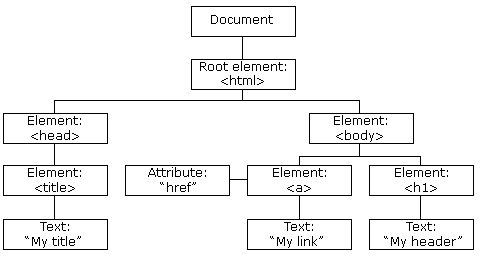 Document
Root element:
<html>
Element:
<head>
Element:
<body>
Element:
<title>
Attribute:
“href”
Element:
<a>
Element:
<h1>
Text:
“My title”
Text:
“My link”
Text:
“My header”